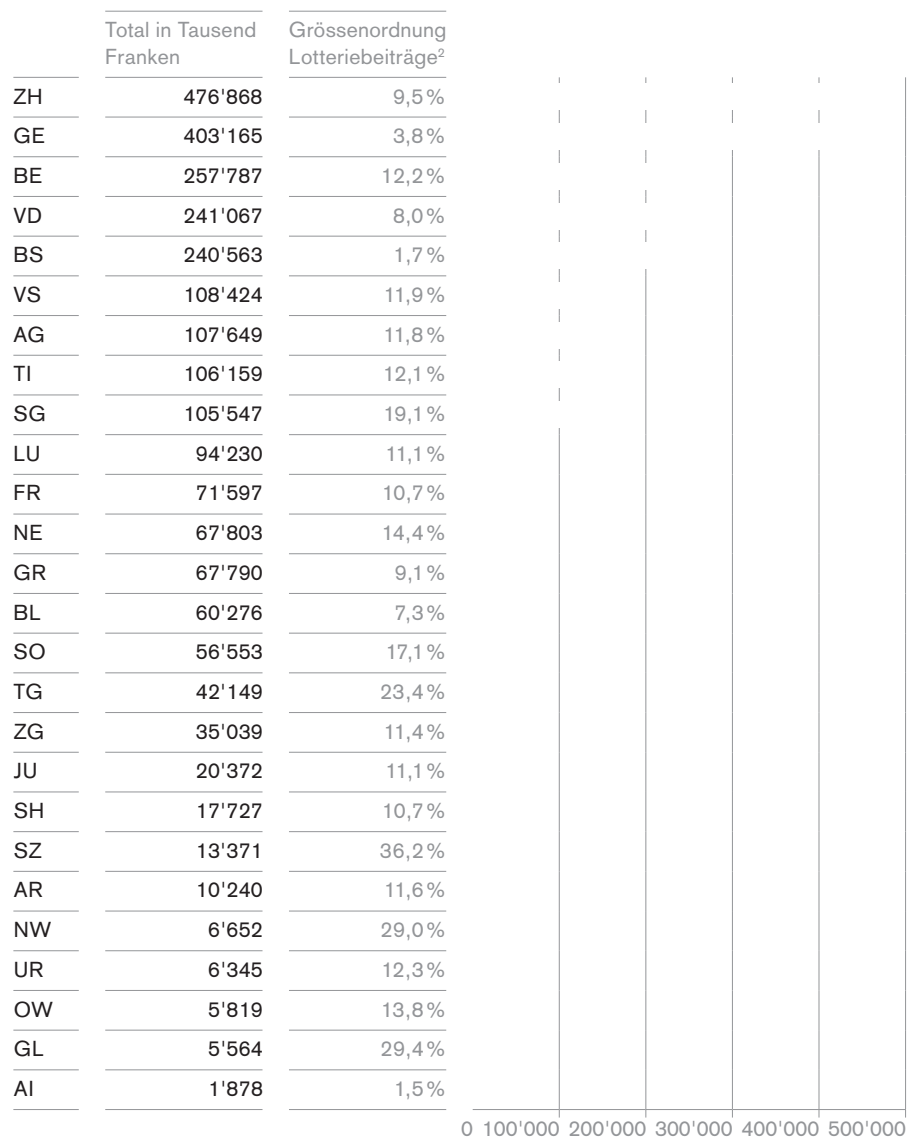 Total in Tausend Franken Grössenordnung Lotteriebeiträge²
ZH 476'868 9,5%
GE 403'165 3,8%
BE 257'787 12,2%
VD 241'067 8,0%
BS 240'563 1,7%
VS 108'424 11,9%
AG 107'649 11,8%
TI 106'159 12,1%
SG 105'547 19,1%
LU 94'230 11,1%
FR 71'597 10,7%
NE 67'803 14,4%
GR 67'790 9,1%
BL 60'276 7,3%
SO 56'553 17,1%
TG 42'149 23,4%
ZG 35'039 11,4%
JU 20'372 11,1%
SH 17'727 10,7%
SZ 13'371 36,2%
AR 10'240 11,6%
NW 6'652 29,0%
UR 6'345 12,3%
OW 5'819 13,8%
GL 5'564 29,4%
AI 1'878 1,5%
0 100'000 200'000 300'000 400'000 500'000